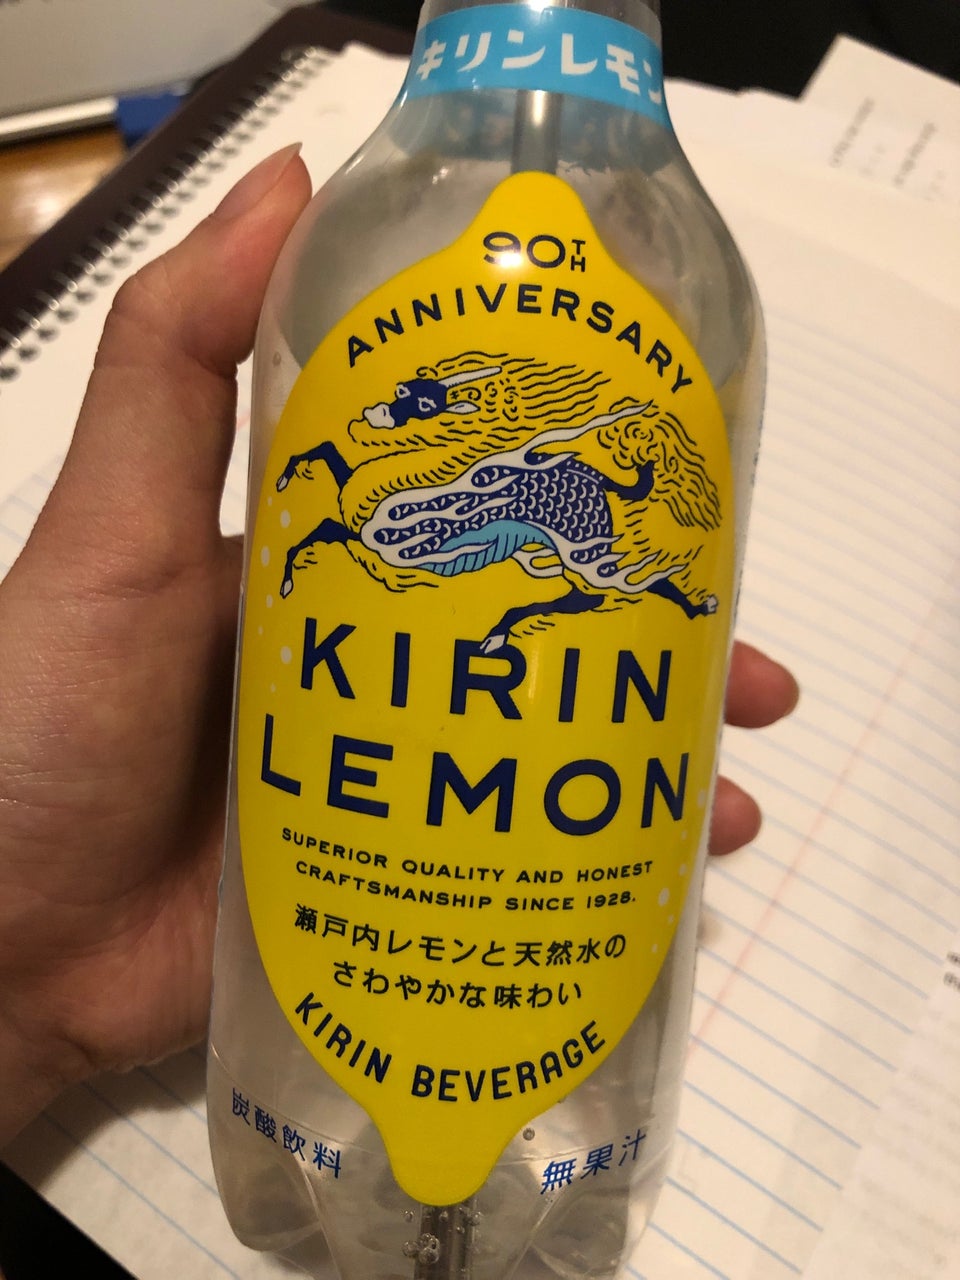 キリンレモン
90TH
ANNIVERSARY
KIRIN
LEMON
SUPERIOR QUALITY AND HONEST
CRAFTSMANSHIP SINCE 1928.
瀬戸内レモンと天然水の
さわやかな味わい
KIRIN BEVERAGE
炭酸飲料
無果汁